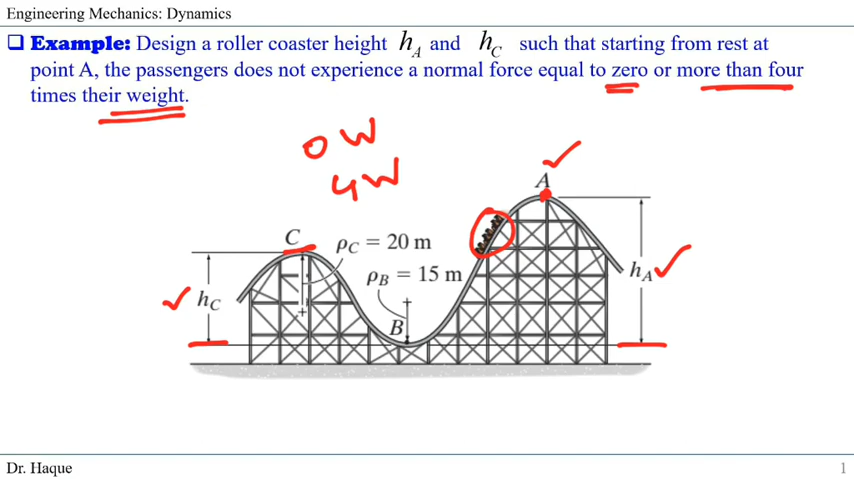 Engineering Mechanics: Dynamics
❑ Example: Design a roller coaster height h_A and h_C such that starting from rest at
point A, the passengers does not experience a normal force equal to zero or more than four
times their weight.
0 W
4W
A
C
ρ_C = 20 m
ρ_B = 15 m
h_A
h_C
B
Dr. Haque
1